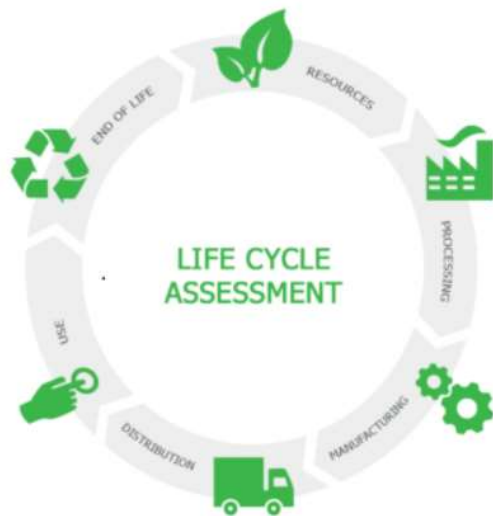 LIFE CYCLE
ASSESSMENT
RESOURCES
PROCESSING
MANUFACTURING
DISTRIBUTION
USE
END OF LIFE